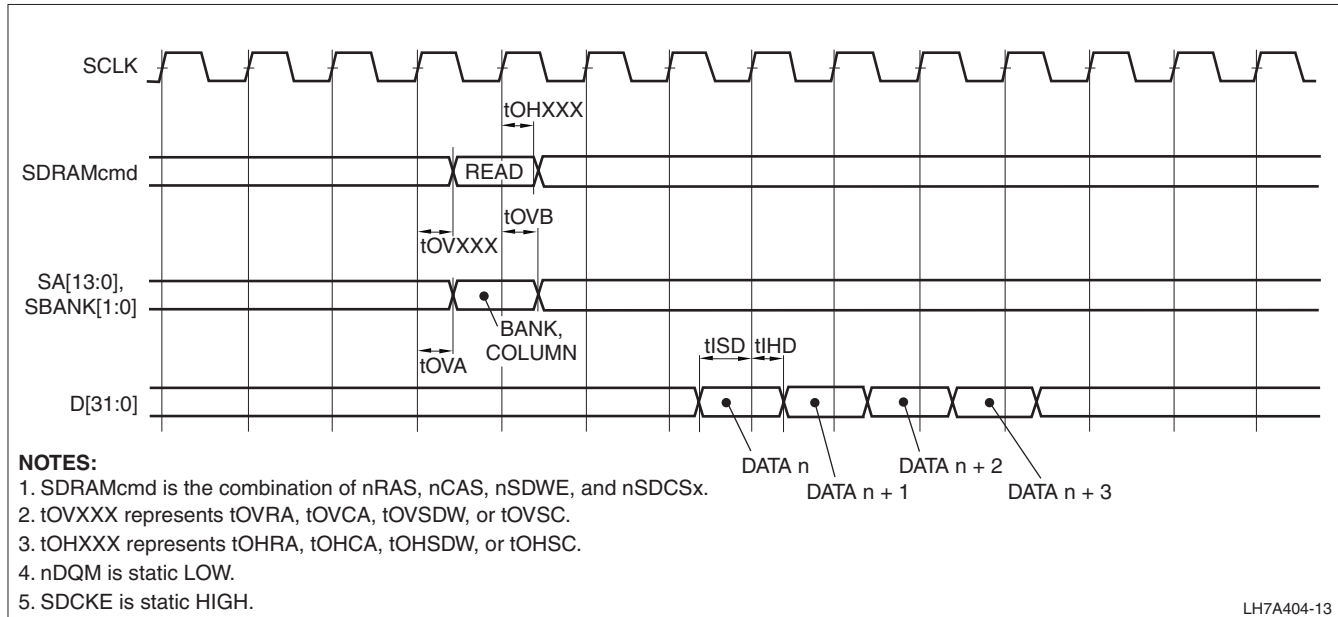 SCLK
tOHXXX
SDRAMcmd
READ
tOVB
tOVXXX
SA[13:0],
SBANK[1:0]
BANK,
COLUMN
tOVA
tISD
tIHD
D[31:0]
DATA n
DATA n + 2
DATA n + 1
DATA n + 3
NOTES:
1. SDRAMcmd is the combination of nRAS, nCAS, nSDWE, and nSDCSx.
2. tOVXXX represents tOVRA, tOVCA, tOVSDW, or tOVSC.
3. tOHXXX represents tOHRA, tOHCA, tOHSDW, or tOHSC.
4. nDQM is static LOW.
5. SDCKE is static HIGH.
LH7A404-13